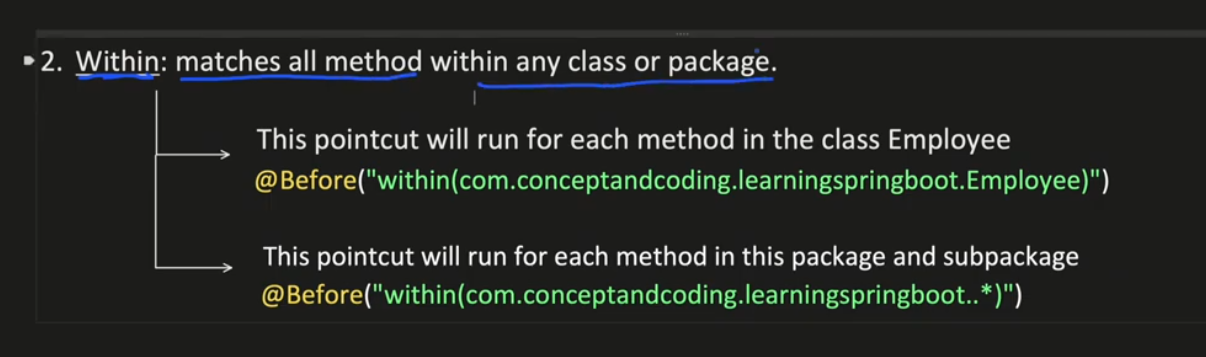 2. Within: matches all method within any class or package.
This pointcut will run for each method in the class Employee
@Before("within(com.conceptandcoding.learningspringboot.Employee)")
This pointcut will run for each method in this package and subpackage
@Before("within(com.conceptandcoding.learningspringboot..*)")